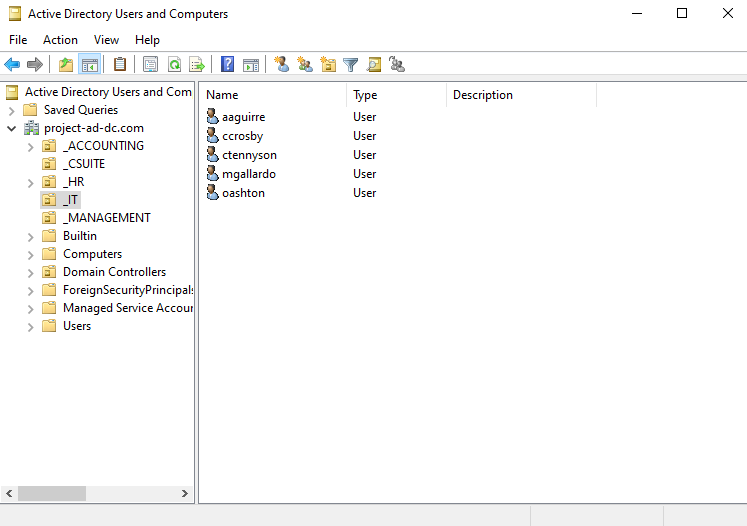 Active Directory Users and Computers
File Action View Help
Active Directory Users and Com
Saved Queries
project-ad-dc.com
_ACCOUNTING
_CSUITE
_HR
_IT
_MANAGEMENT
Builtin
Computers
Domain Controllers
ForeignSecurityPrincipals
Managed Service Accour
Users
Name Type Description
aaguirre User
ccrosby User
ctennyson User
mgallardo User
oashton User